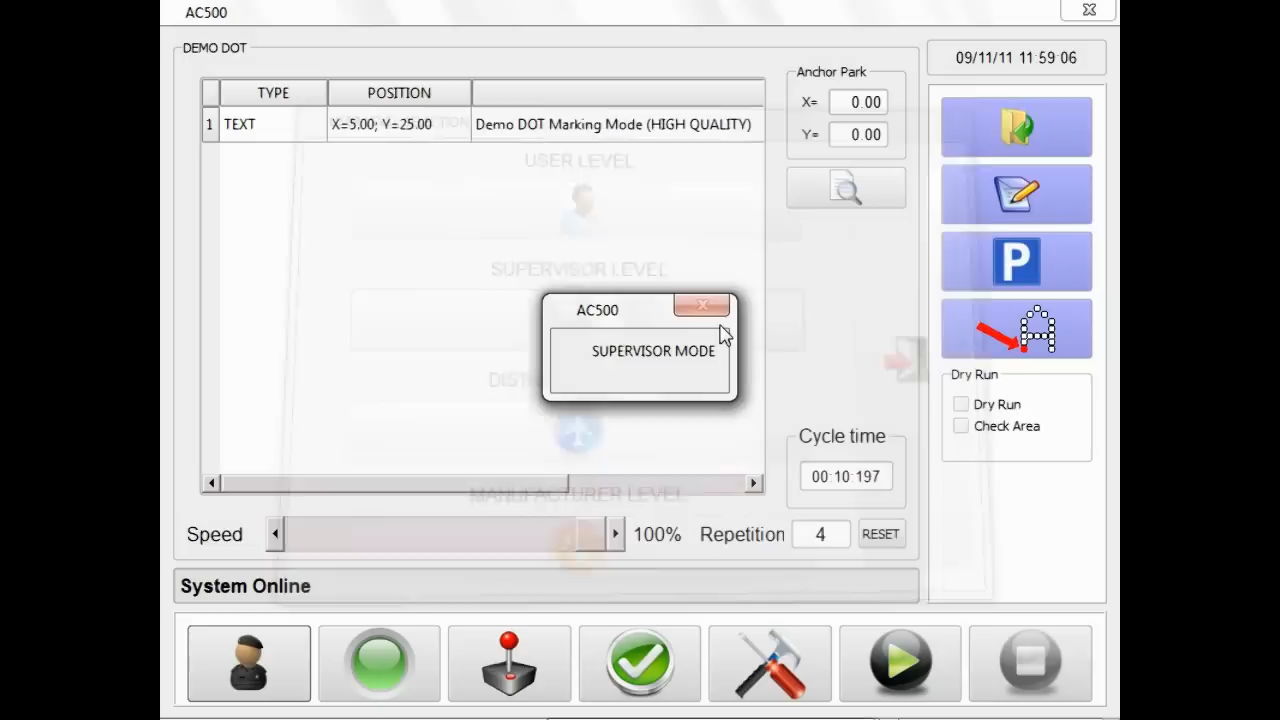 AC500
DEMO DOT
09/11/11 11:59:06
TYPE POSITION
1 TEXT X=5.00; Y=25.00 Demo DOT Marking Mode (HIGH QUALITY)
Anchor Park
X= 0.00
Y= 0.00
USER LEVEL
SUPERVISOR LEVEL
AC500
SUPERVISOR MODE
P
Dry Run
Dry Run
Check Area
Cycle time
00:10:197
MANUFACTURER LEVEL
Speed 100% Repetition 4 RESET
System Online